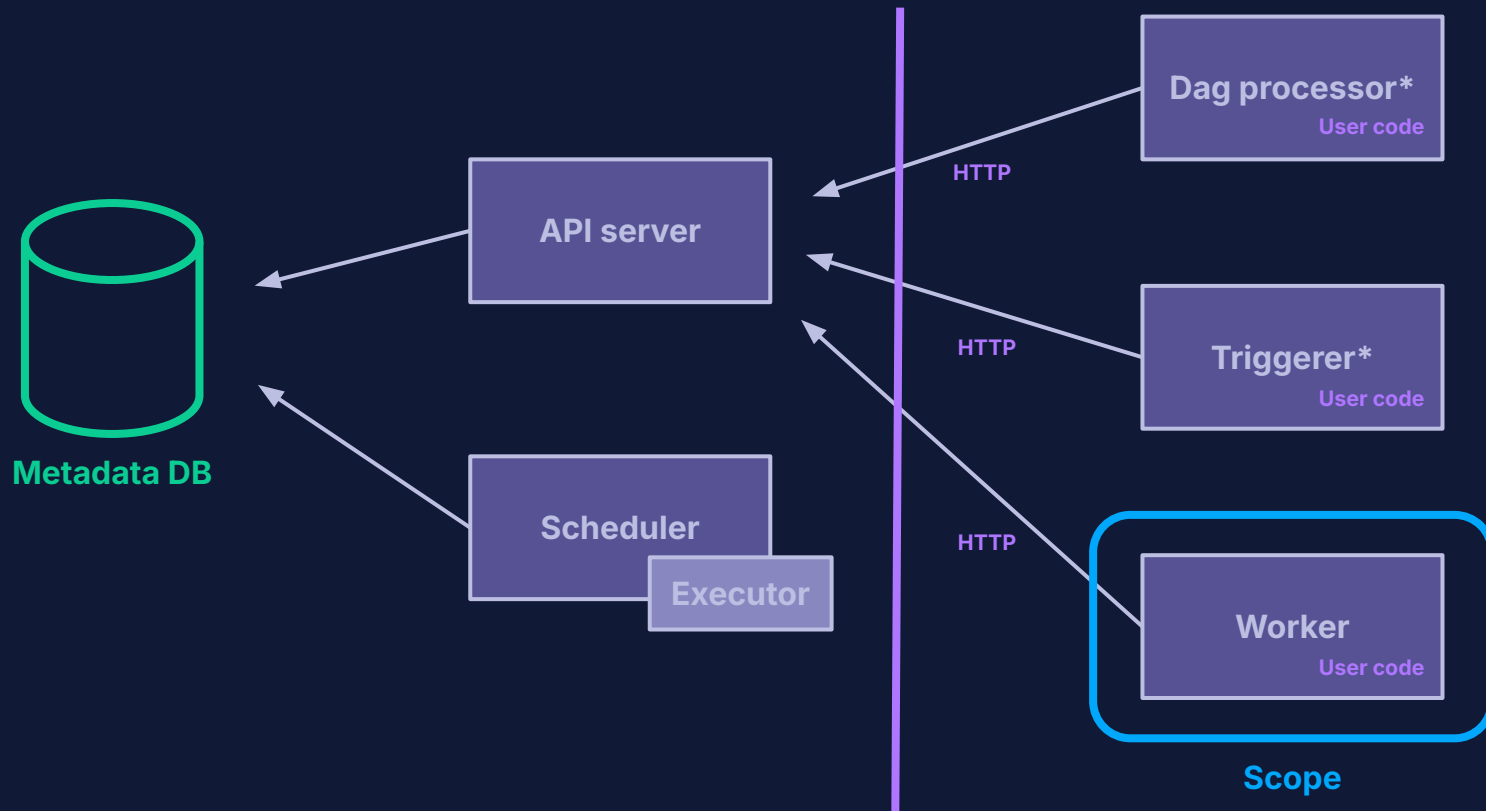 Dag processor*
User code
HTTP
API server
HTTP
Triggerer*
User code
Metadata DB
Scheduler
HTTP
Executor
Worker
User code
Scope